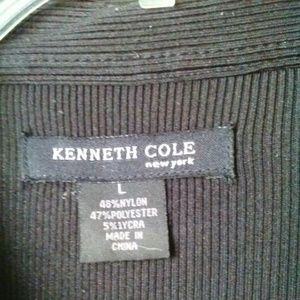 KENNETH COLE
new york
L
48%NYLON
47%POLYESTER
5%LYCRA
MADE IN
CHINA